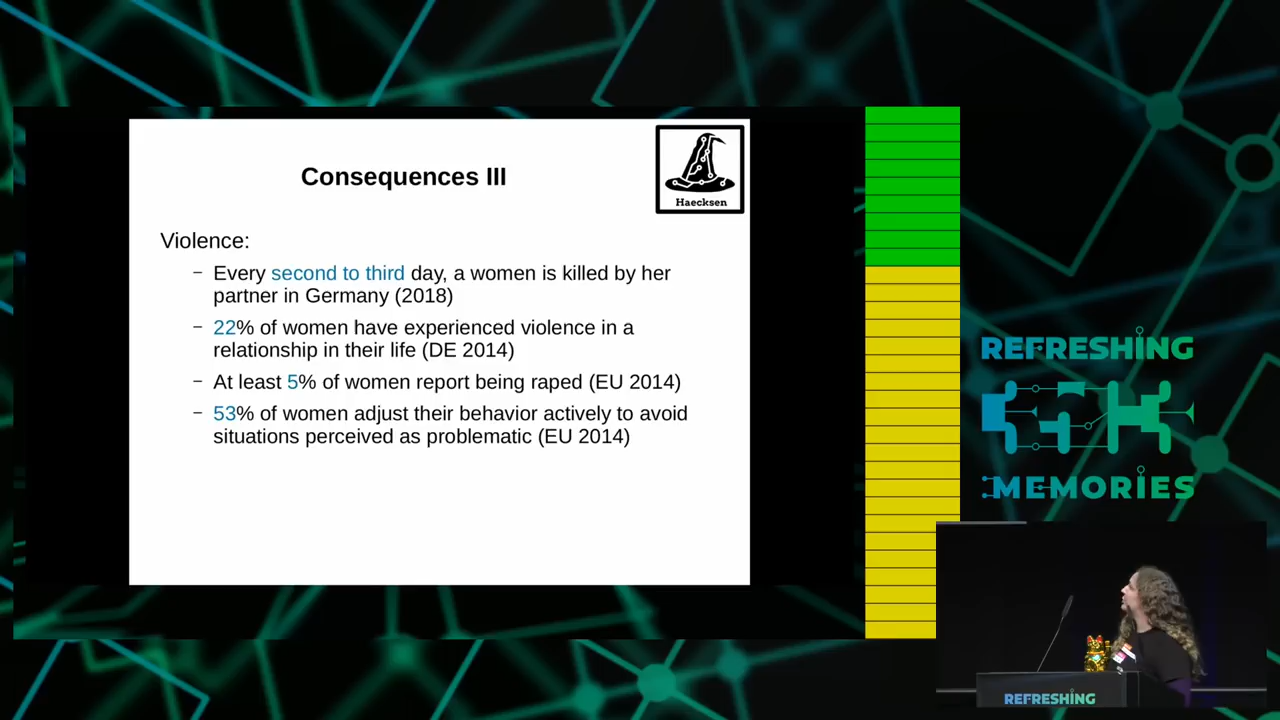 Consequences III
Haecksen
Violence:
– Every second to third day, a women is killed by her
partner in Germany (2018)
– 22% of women have experienced violence in a
relationship in their life (DE 2014)
– At least 5% of women report being raped (EU 2014)
– 53% of women adjust their behavior actively to avoid
situations perceived as problematic (EU 2014)
REFRESHING
MEMORIES
REFRESHING